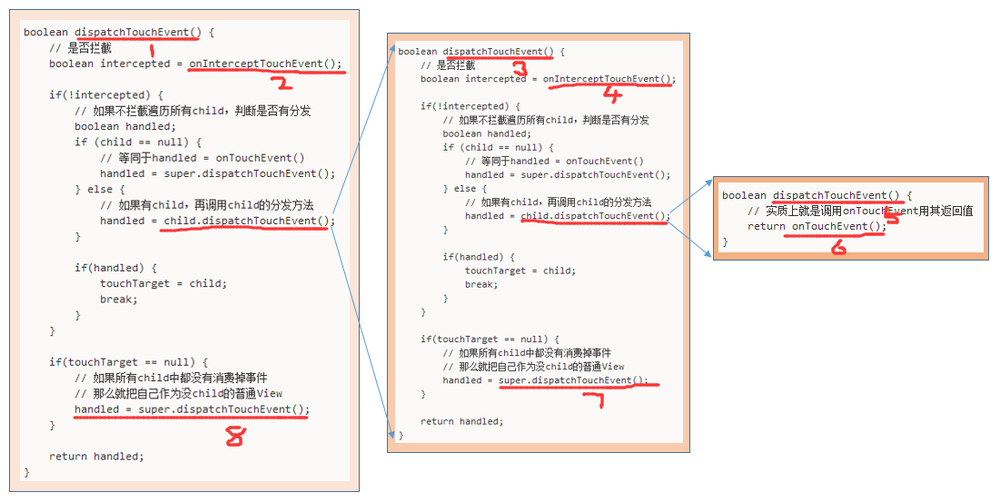 boolean dispatchTouchEvent() {
1
// 是否拦截
boolean intercepted = onInterceptTouchEvent();
2
if(!intercepted) {
// 如果不拦截遍历所有child，判断是否有分发
boolean handled;
if (child == null) {
// 等同于handled = onTouchEvent()
handled = super.dispatchTouchEvent();
} else {
// 如果有child，再调用child的分发方法
handled = child.dispatchTouchEvent();
}
if(handled) {
touchTarget = child;
break;
}
}
if(touchTarget == null) {
// 如果所有child中都没有消费掉事件
// 那么就把自己作为没child的普通View
handled = super.dispatchTouchEvent();
8
}
return handled;
}
boolean dispatchTouchEvent() {
3
// 是否拦截
boolean intercepted = onInterceptTouchEvent();
4
if(!intercepted) {
// 如果不拦截遍历所有child，判断是否有分发
boolean handled;
if (child == null) {
// 等同于handled = onTouchEvent()
handled = super.dispatchTouchEvent();
} else {
// 如果有child，再调用child的分发方法
handled = child.dispatchTouchEvent();
}
if(handled) {
touchTarget = child;
break;
}
}
if(touchTarget == null) {
// 如果所有child中都没有消费掉事件
// 那么就把自己作为没child的普通View
handled = super.dispatchTouchEvent();
7
}
return handled;
}
boolean dispatchTouchEvent() {
5
// 实质上就是调用onTouchEvent用其返回值
return onTouchEvent();
6
}